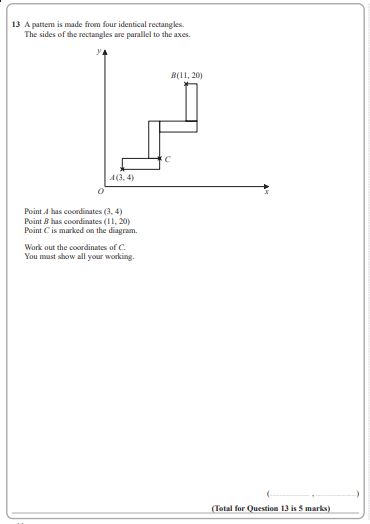 13 A pattern is made from four identical rectangles.
The sides of the rectangles are parallel to the axes.
y
B(11, 20)
C
A(3, 4)
O
x
Point A has coordinates (3, 4)
Point B has coordinates (11, 20)
Point C is marked on the diagram.
Work out the coordinates of C.
You must show all your working.
(.................... , ....................)
(Total for Question 13 is 5 marks)